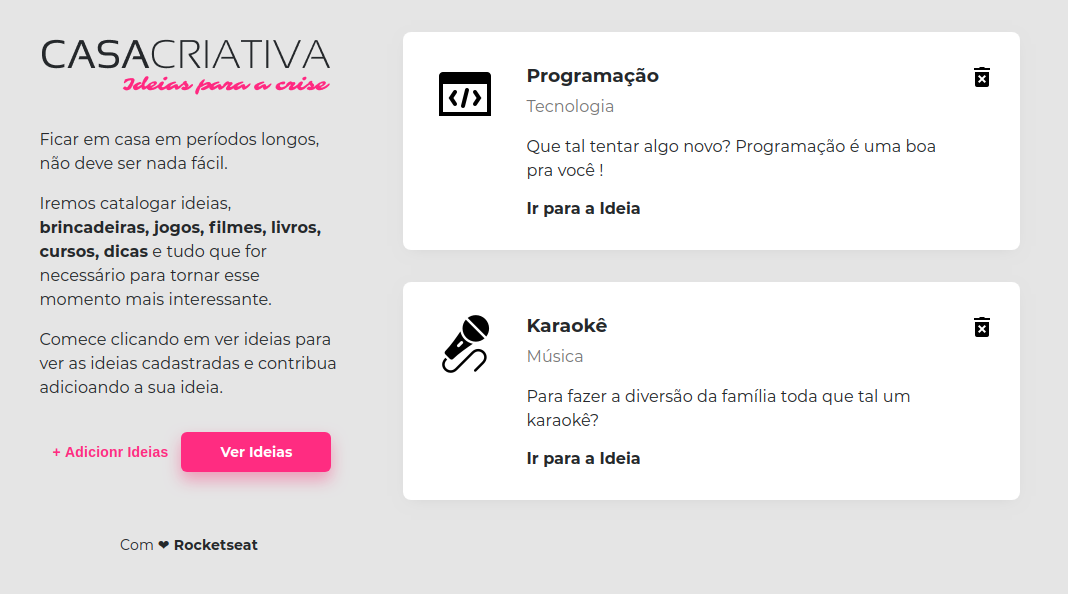 CASACRIATIVA
Ideias para a crise
Ficar em casa em períodos longos,
não deve ser nada fácil.
Iremos catalogar ideias,
brincadeiras, jogos, filmes, livros,
cursos, dicas e tudo que for
necessário para tornar esse
momento mais interessante.
Comece clicando em ver ideias para
ver as ideias cadastradas e contribua
adicioando a sua ideia.
+ Adicionr Ideias
Ver Ideias
Com ❤ Rocketseat
Programação
Tecnologia
Que tal tentar algo novo? Programação é uma boa
pra você !
Ir para a Ideia
Karaokê
Música
Para fazer a diversão da família toda que tal um
karaokê?
Ir para a Ideia